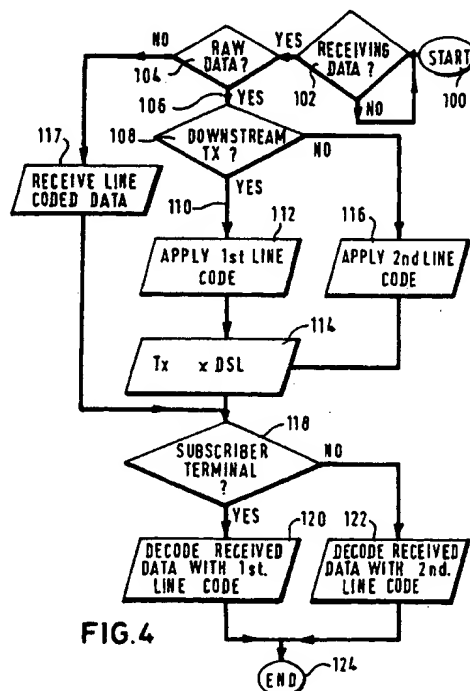 NO
RAW
DATA?
104
YES
RECEIVING
DATA ?
102
NO
START
100
106
YES
117
108
DOWNSTREAM
TX ?
NO
RECEIVE LINE
CODED DATA
110
YES
112
APPLY 1st LINE
CODE
116
APPLY 2nd LINE
CODE
114
Tx x DSL
118
SUBSCRIBER
TERMINAL
?
NO
YES
120
122
DECODE RECEIVED
DATA WITH 1st.
LINE CODE
DECODE RECEIVED
DATA WITH 2nd.
LINE CODE
FIG.4
END
124